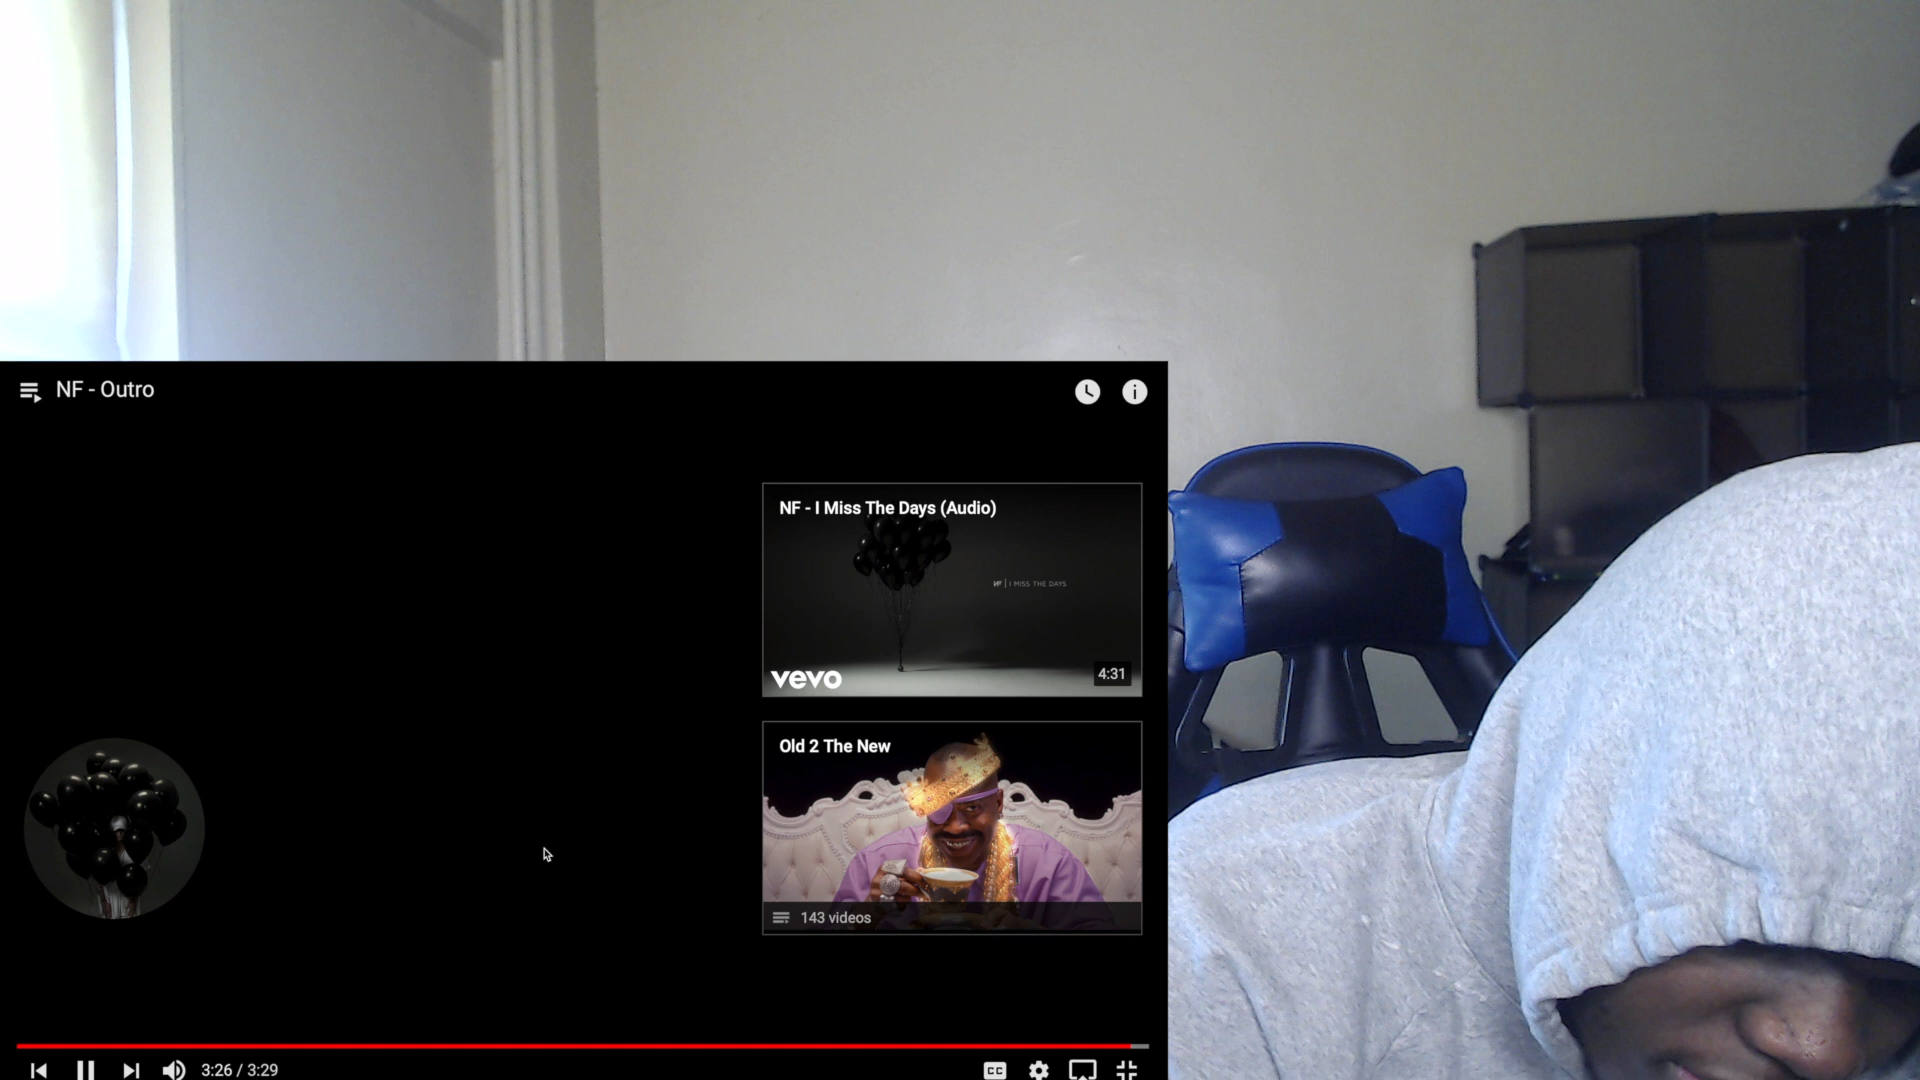 NF - Outro
NF - I Miss The Days (Audio)
NF | I MISS THE DAYS
vevo
4:31
Old 2 The New
143 videos
3:26 / 3:29
CC